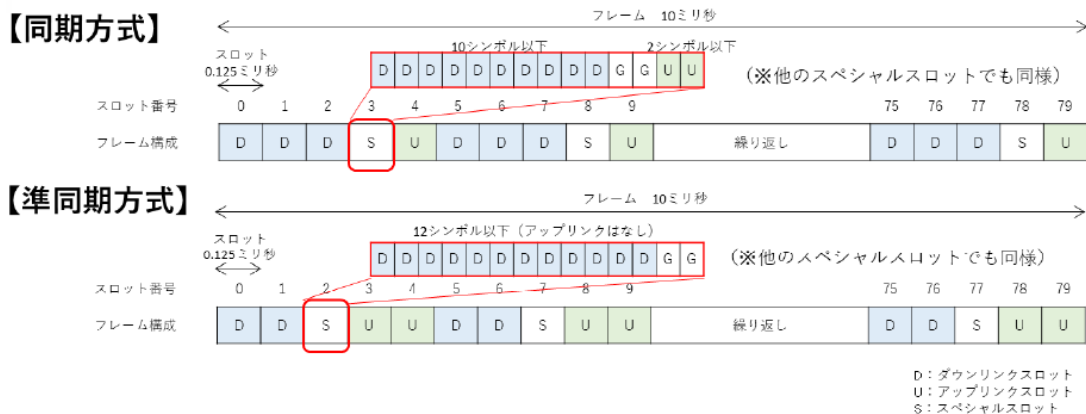 【同期方式】
フレーム 10ミリ秒
スロット
0.125ミリ秒
10シンボル以下 2シンボル以下
D D D D D D D D D D G G U U
(※他のスペシャルスロットでも同様)
スロット番号 0 1 2 3 4 5 6 7 8 9 75 76 77 78 79
フレーム構成 D D D S U D D D S U 繰り返し D D D S U
【準同期方式】
フレーム 10ミリ秒
スロット
0.125ミリ秒
12シンボル以下（アップリンクはなし）
D D D D D D D D D D D D G G
(※他のスペシャルスロットでも同様)
スロット番号 0 1 2 3 4 5 6 7 8 9 75 76 77 78 79
フレーム構成 D D S U U D D S U U 繰り返し D D S U U
D：ダウンリンクスロット
U：アップリンクスロット
S：スペシャルスロット